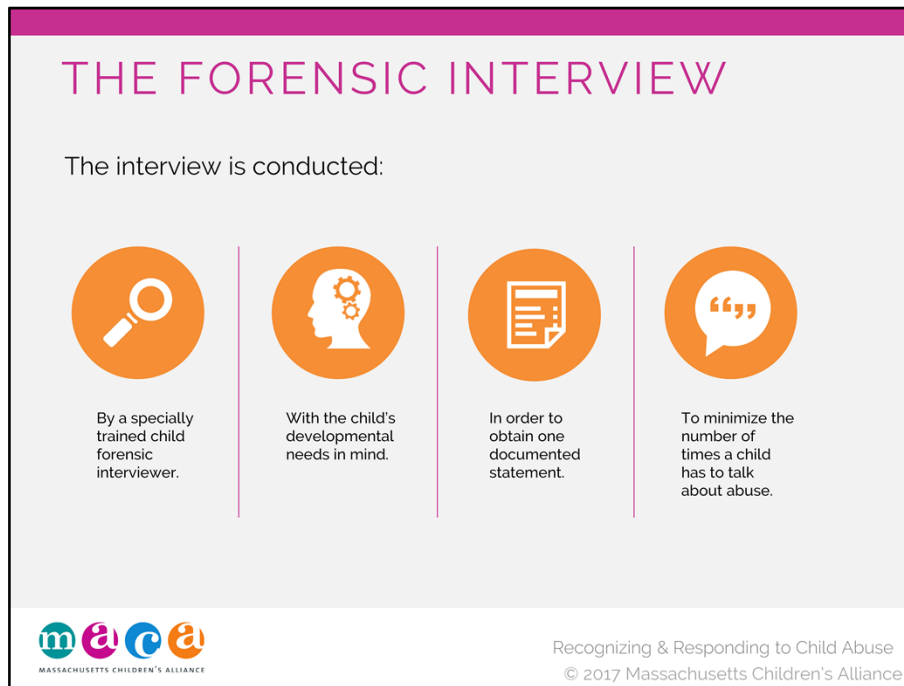 THE FORENSIC INTERVIEW
The interview is conducted:
By a specially
trained child
forensic
interviewer.
With the child's
developmental
needs in mind.
In order to
obtain one
documented
statement.
To minimize the
number of
times a child
has to talk
about abuse.
maca
MASSACHUSETTS CHILDREN'S ALLIANCE
Recognizing & Responding to Child Abuse
© 2017 Massachusetts Children's Alliance